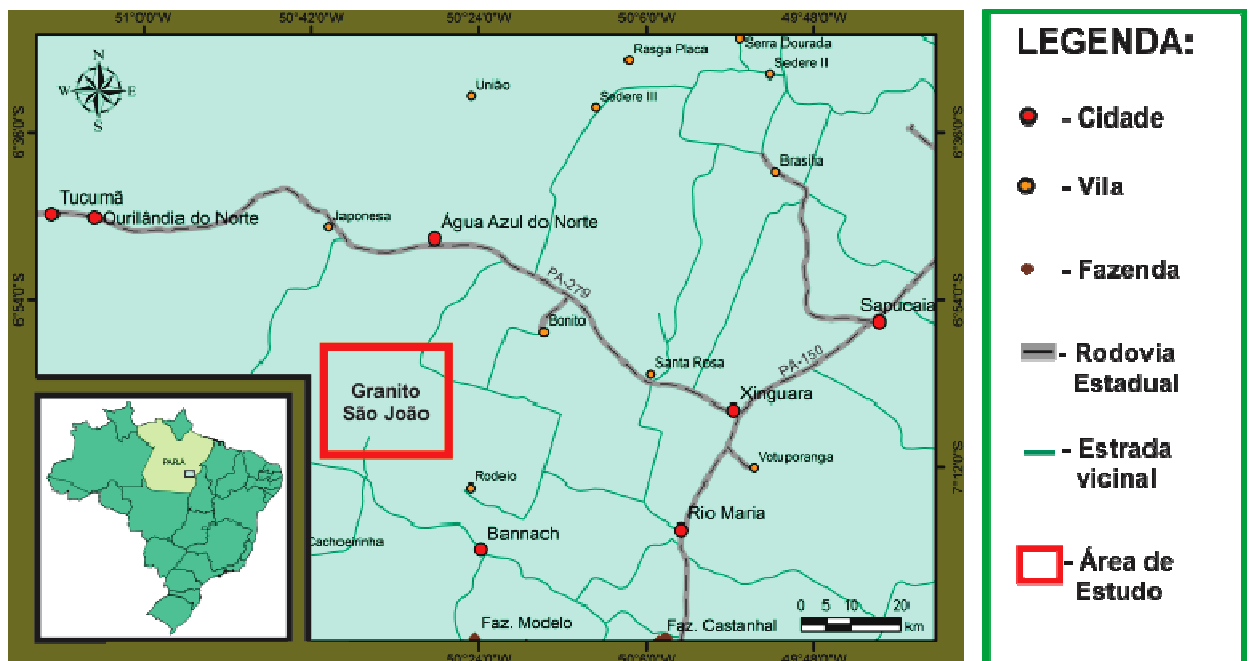 51°0'0"W 50°42'0"W 50°24'0"W 50°6'0"W 49°48'0"W
N
W E
S
Rasga Placa
Serra Dourada
Sedere II
União
Sedere III
6°36'0"S
6°36'0"S
Brasília
Tucumã
Ourilândia do Norte
Japonesa
Água Azul do Norte
PA-279
6°54'0"S
6°54'0"S
Sapucaia
Bonito
Santa Rosa
PA-150
Granito
São João
Xinguara
PARÁ
Votuporanga
7°12'0"S
Rodeio
Rio Maria
Bannach
Cachoeirinha
0 5 10 20
km
Faz. Modelo
Faz. Castanhal
50°24'0"W 50°6'0"W 49°48'0"W
LEGENDA:
- Cidade
- Vila
- Fazenda
- Rodovia
Estadual
- Estrada
vicinal
- Área de
Estudo